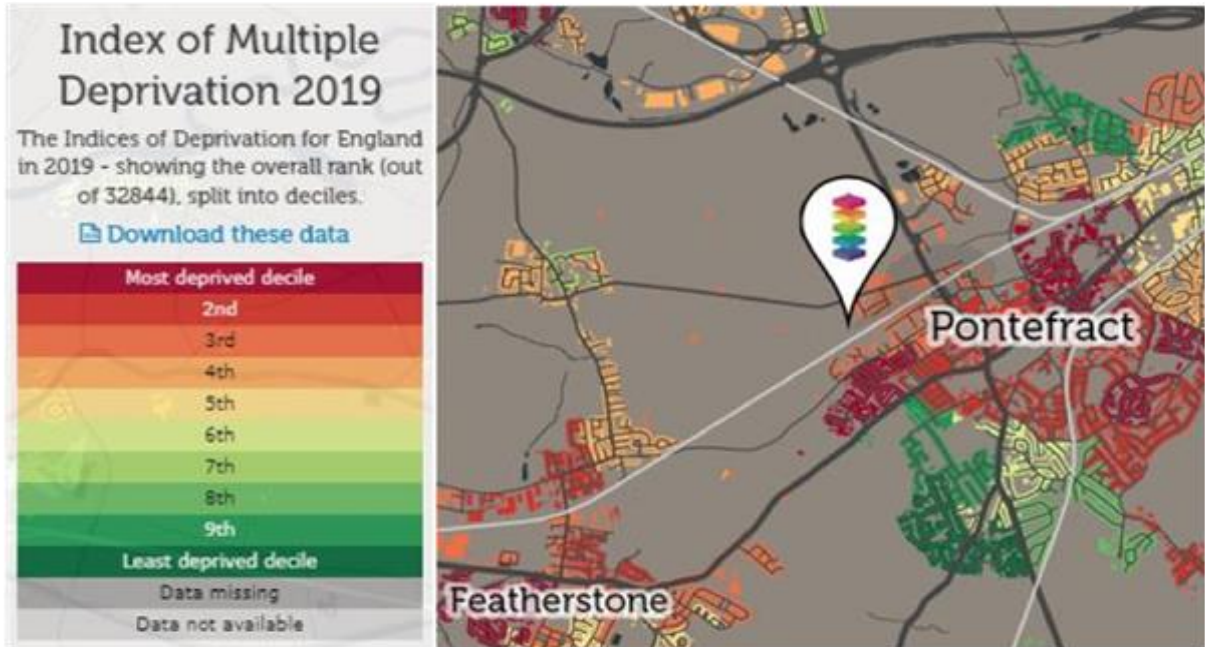 Index of Multiple
Deprivation 2019
The Indices of Deprivation for England
in 2019 - showing the overall rank (out
of 32844), split into deciles.
Download these data
Most deprived decile
2nd
3rd
4th
5th
6th
7th
8th
9th
Least deprived decile
Data missing
Data not available
Pontefract
Featherstone